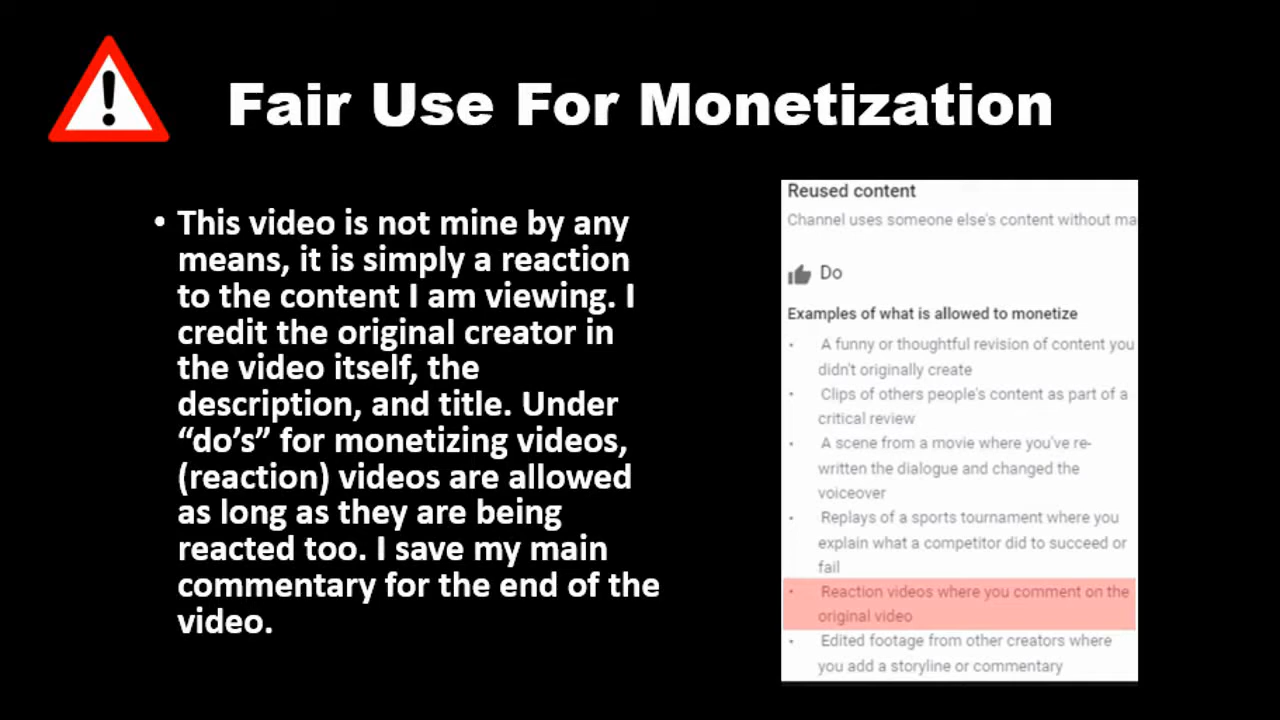 Fair Use For Monetization
• This video is not mine by any
means, it is simply a reaction
to the content I am viewing. I
credit the original creator in
the video itself, the
description, and title. Under
“do’s” for monetizing videos,
(reaction) videos are allowed
as long as they are being
reacted too. I save my main
commentary for the end of the
video.
Reused content
Channel uses someone else's content without ma
Do
Examples of what is allowed to monetize
• A funny or thoughtful revision of content you
didn't originally create
• Clips of others people's content as part of a
critical review
• A scene from a movie where you've re-
written the dialogue and changed the
voiceover
• Replays of a sports tournament where you
explain what a competitor did to succeed or
fail
• Reaction videos where you comment on the
original video
• Edited footage from other creators where
you add a storyline or commentary